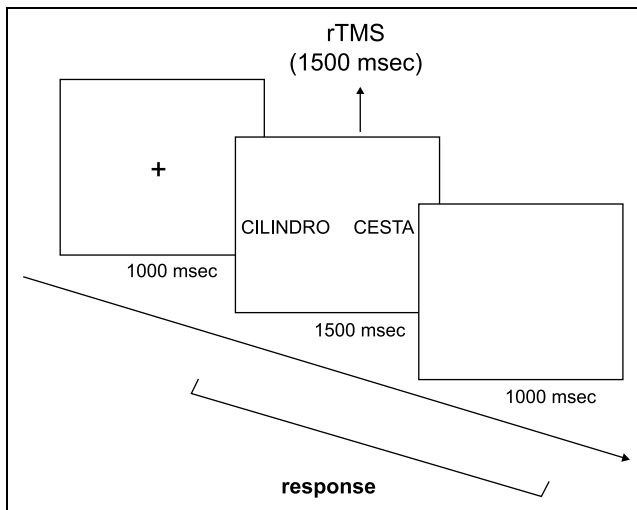 rTMS
(1500 msec)
+
CILINDRO CESTA
1000 msec
1500 msec
1000 msec
response